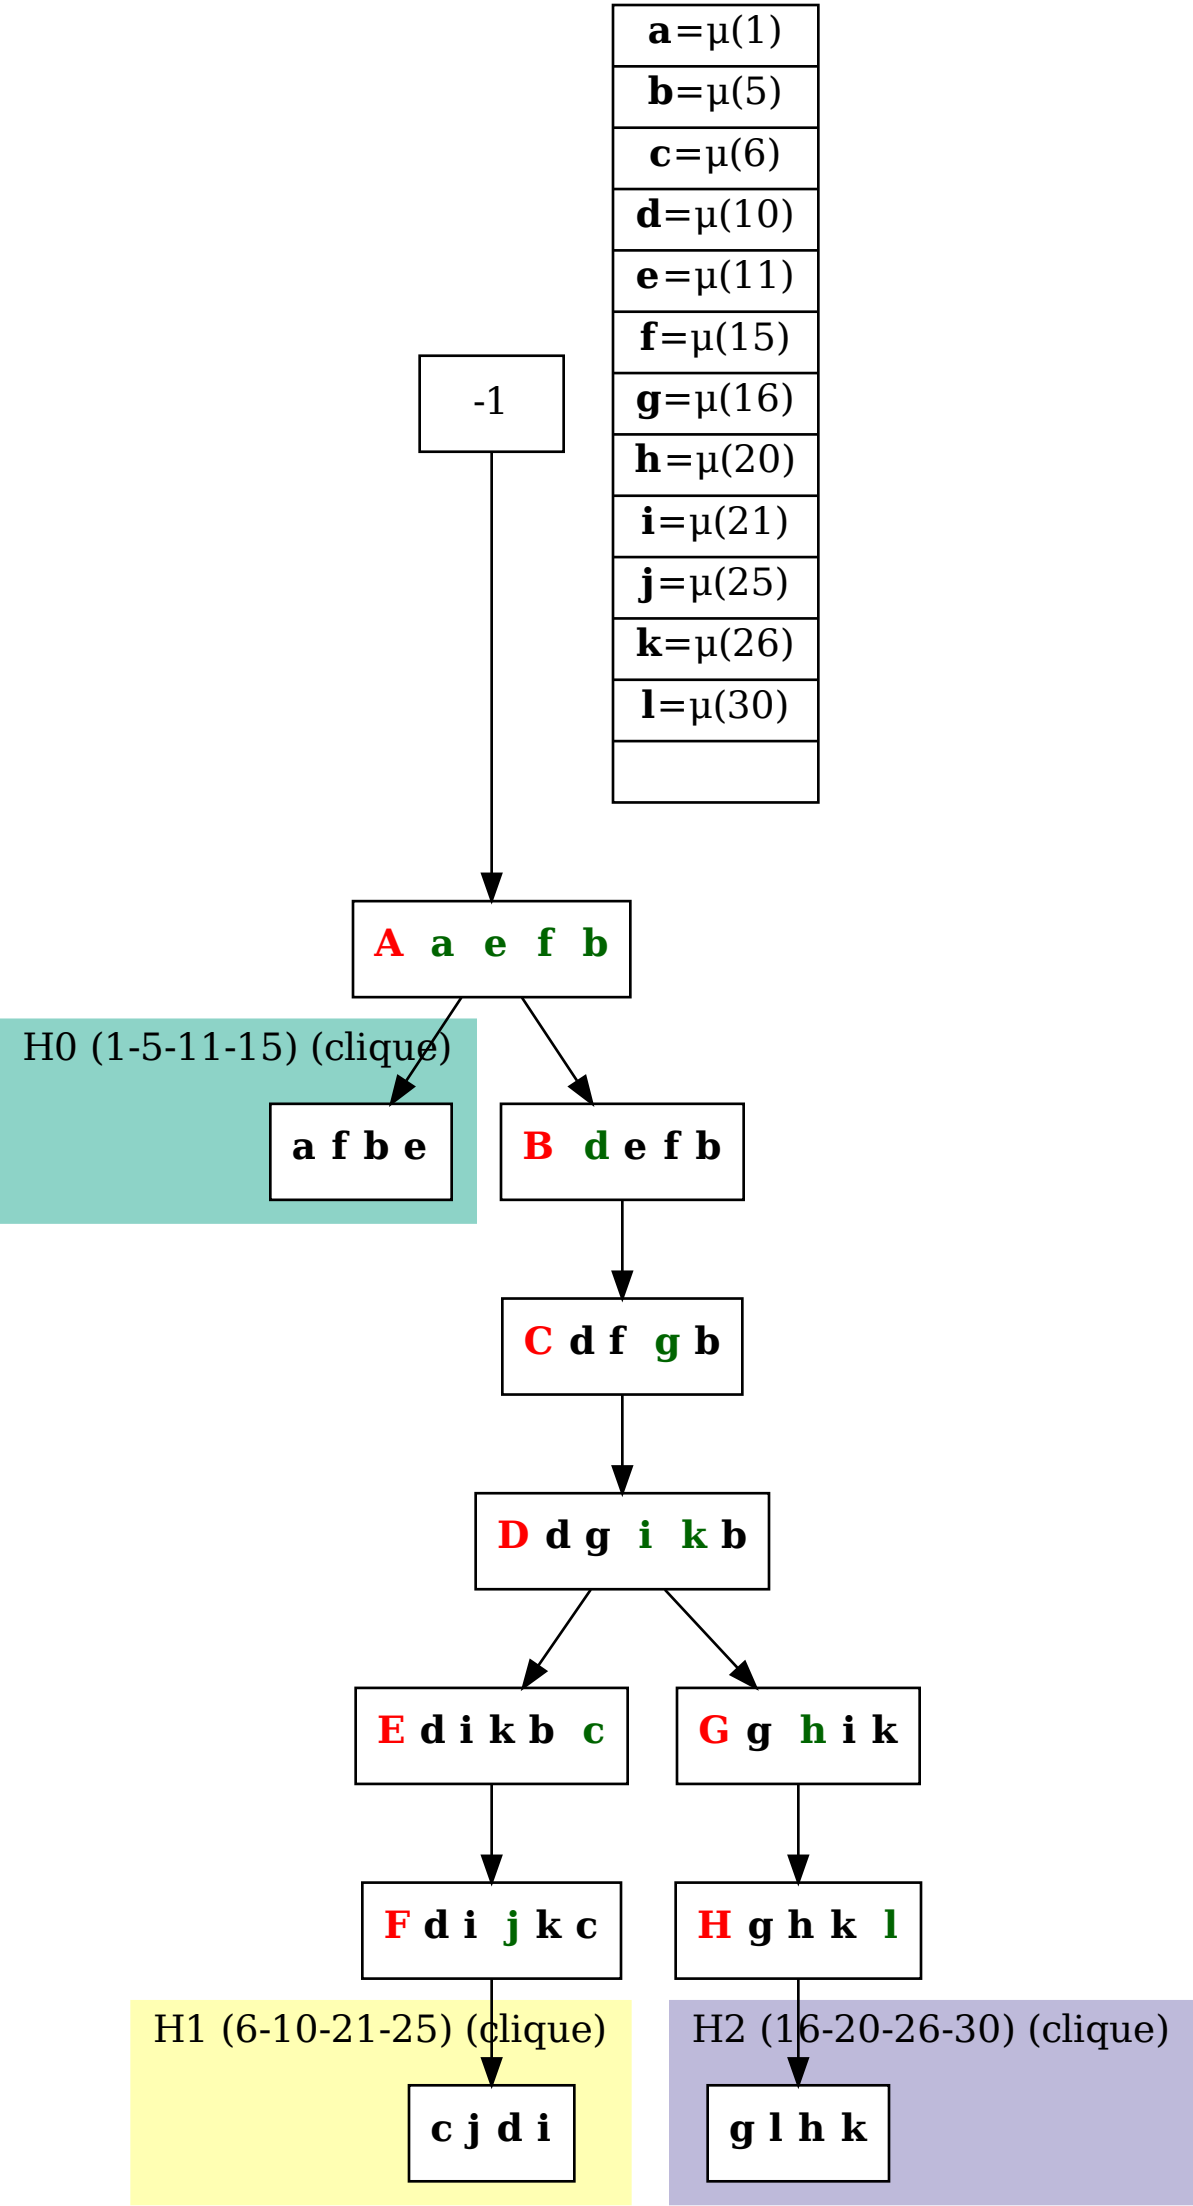 a=μ(1)
b=μ(5)
c=μ(6)
d=μ(10)
e=μ(11)
f=μ(15)
g=μ(16)
h=μ(20)
i=μ(21)
j=μ(25)
k=μ(26)
l=μ(30)
-1
A a e f b
H0 (1-5-11-15) (clique)
a f b e
B d e f b
C d f g b
D d g i k b
E d i k b c
G g h i k
F d i j k c
H g h k l
H1 (6-10-21-25) (clique)
H2 (16-20-26-30) (clique)
c j d i
g l h k